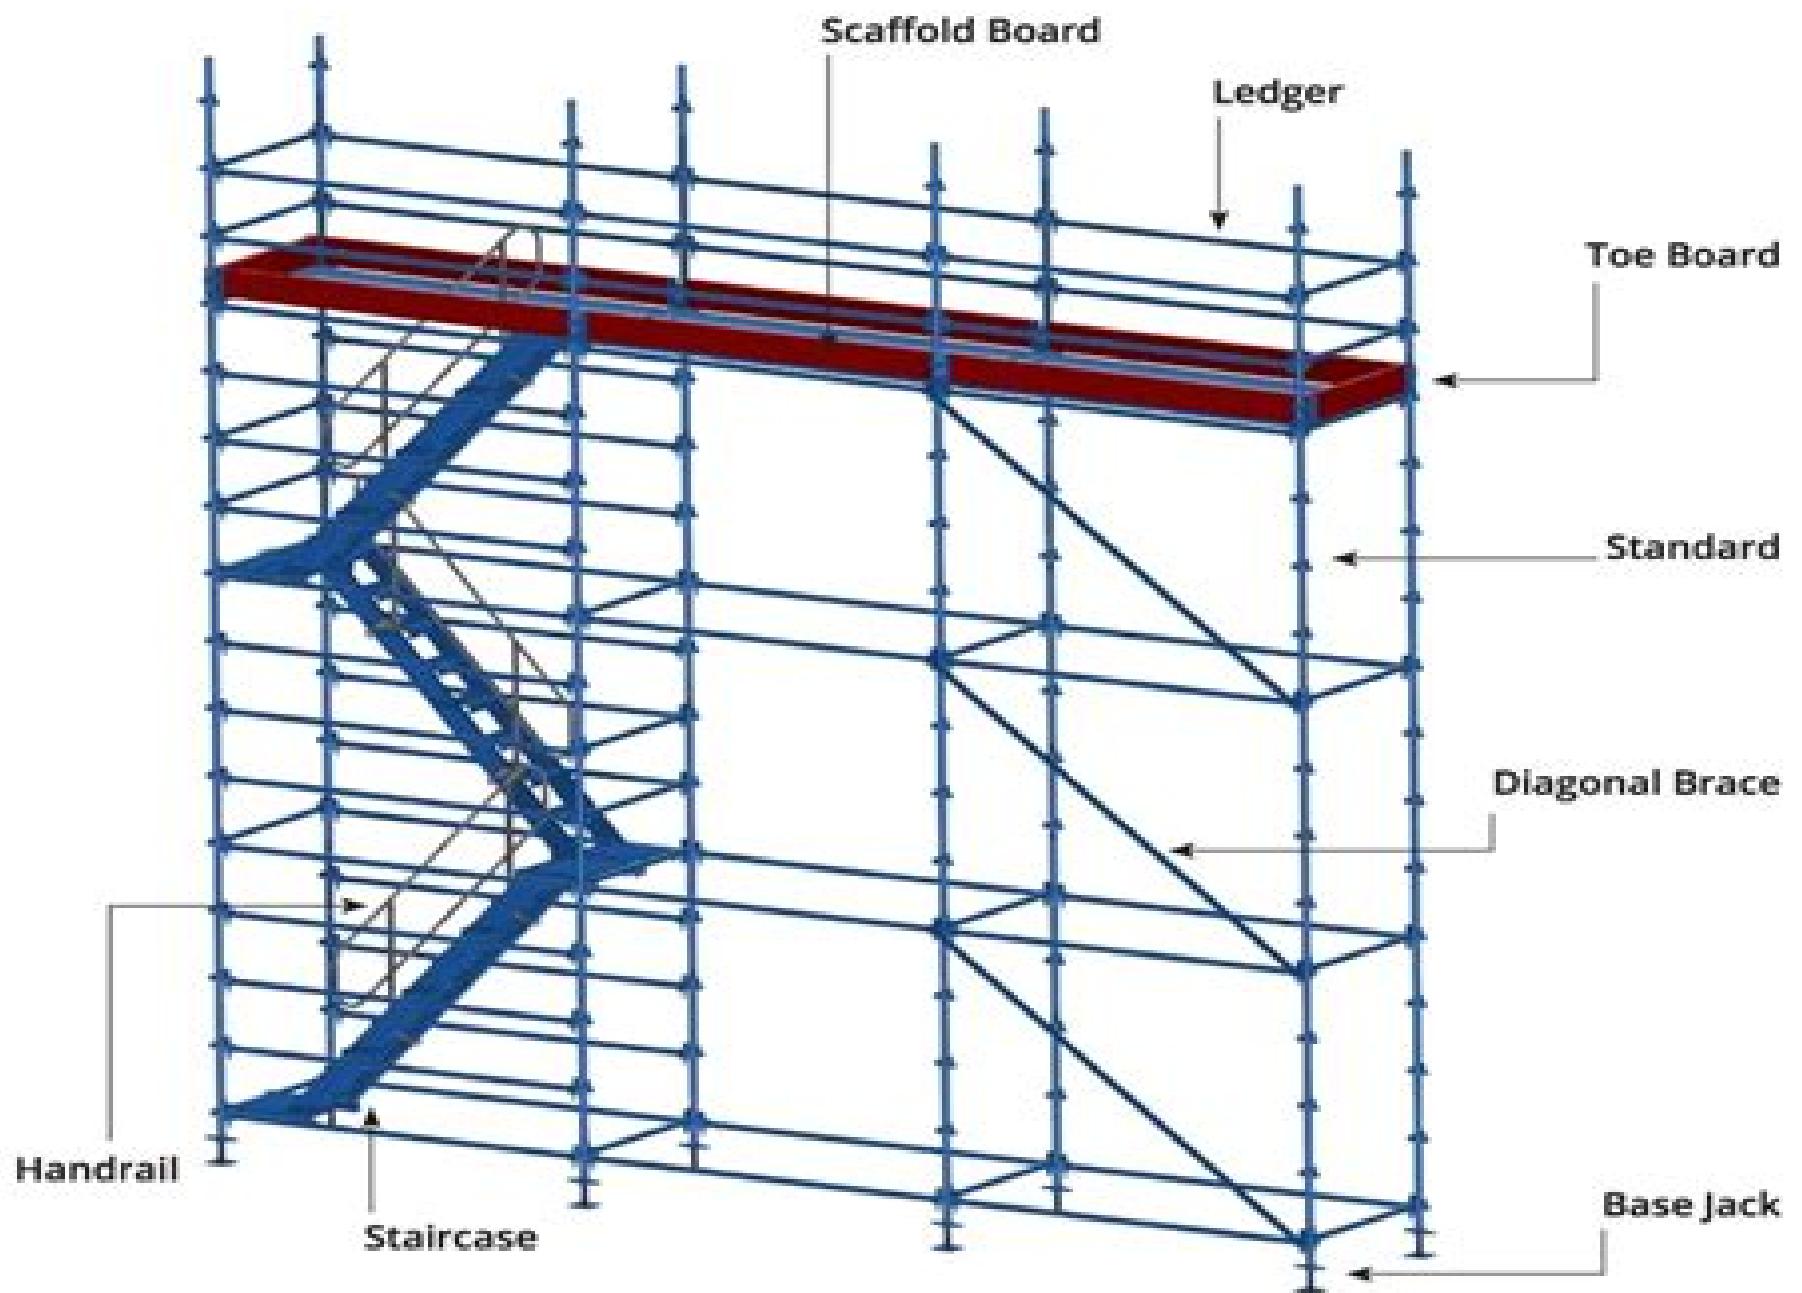 Scaffold Board
Ledger
Toe Board
Standard
Diagonal Brace
Handrail
Base Jack
Staircase